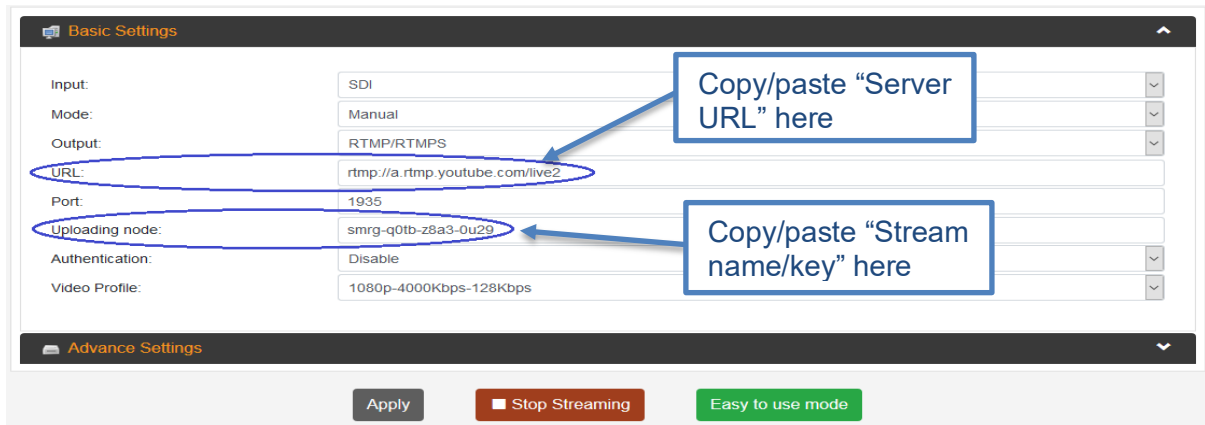 Basic Settings
Input: SDI
Copy/paste “Server
URL” here
Mode: Manual
Output: RTMP/RTMPS
URL: rtmp://a.rtmp.youtube.com/live2
Port: 1935
Uploading node: smrg-q0tb-z8a3-0u29
Copy/paste “Stream
name/key” here
Authentication: Disable
Video Profile: 1080p-4000Kbps-128Kbps
Advance Settings
Apply Stop Streaming Easy to use mode